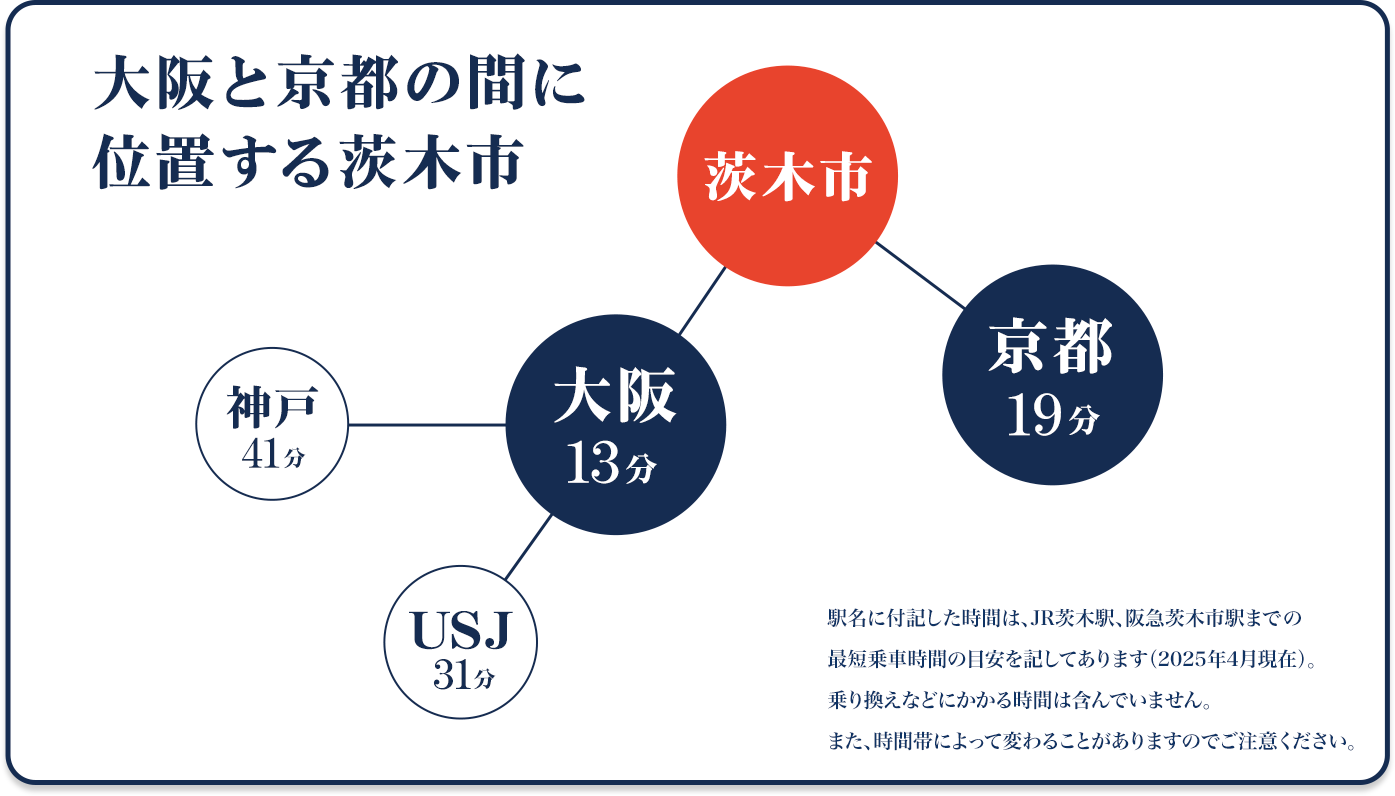 大阪と京都の間に
位置する茨木市
茨木市
京都
19分
大阪
13分
神戸
41分
USJ
31分
駅名に付記した時間は、JR茨木駅、阪急茨木市駅までの
最短乗車時間の目安を記してあります（2025年4月現在）。
乗り換えなどにかかる時間は含んでいません。
また、時間帯によって変わることがありますのでご注意ください。